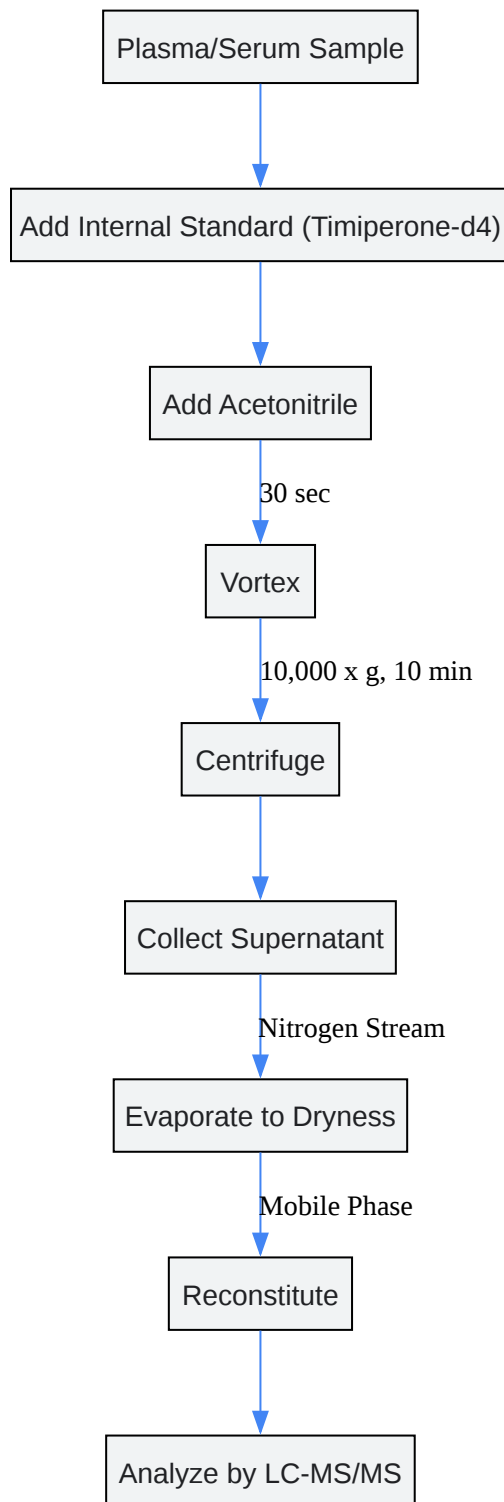 Plasma/Serum Sample
Add Internal Standard (Timiperone-d4)
Add Acetonitrile
30 sec
Vortex
10,000 x g, 10 min
Centrifuge
Collect Supernatant
Nitrogen Stream
Evaporate to Dryness
Mobile Phase
Reconstitute
Analyze by LC-MS/MS